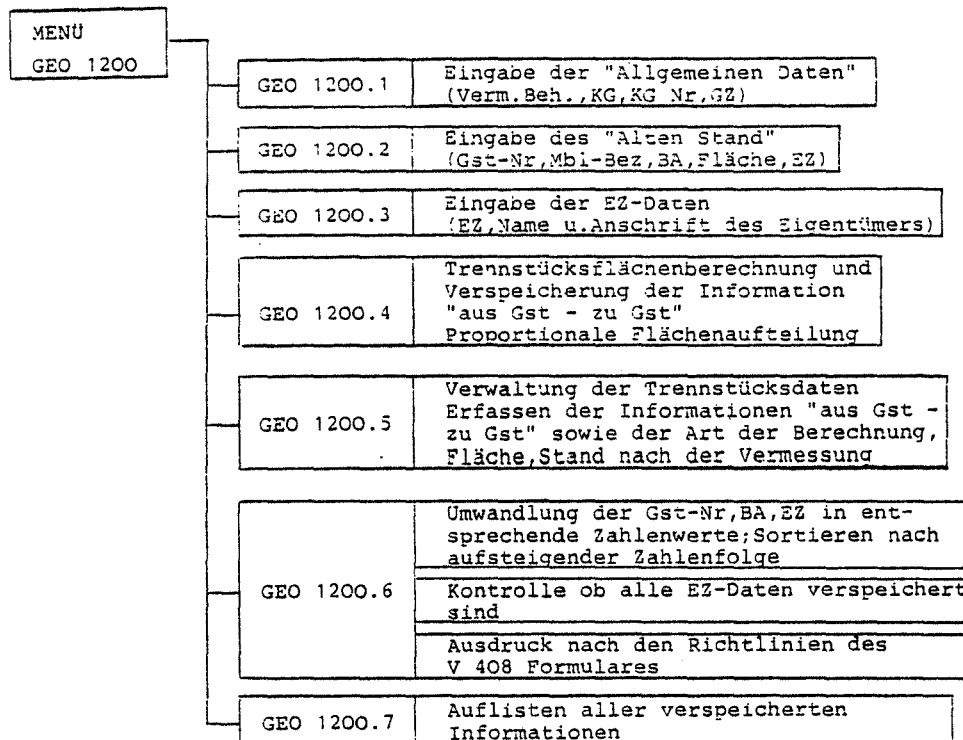 MENÜ
GEO 1200
GEO 1200.1
Eingabe der "Allgemeinen Daten"
(Verm.Beh.,KG,KG Nr,GZ)
GEO 1200.2
Eingabe des "Alten Stand"
(Gst-Nr,Mbl-Bez,BA,Fläche,EZ)
GEO 1200.3
Eingabe der EZ-Daten
(EZ,Name u.Anschrift des Eigentümers)
GEO 1200.4
Trennstücksflächenberechnung und
Verspeicherung der Information
"aus Gst - zu Gst"
Proportionale Flächenaufteilung
GEO 1200.5
Verwaltung der Trennstücksdaten
Erfassen der Informationen "aus Gst -
zu Gst" sowie der Art der Berechnung,
Fläche,Stand nach der Vermessung
GEO 1200.6
Umwandlung der Gst-Nr,BA,EZ in ent-
sprechende Zahlenwerte;Sortieren nach
aufsteigender Zahlenfolge
Kontrolle ob alle EZ-Daten verspeichert
sind
Ausdruck nach den Richtlinien des
V 408 Formulares
GEO 1200.7
Auflisten aller verspeicherten
Informationen